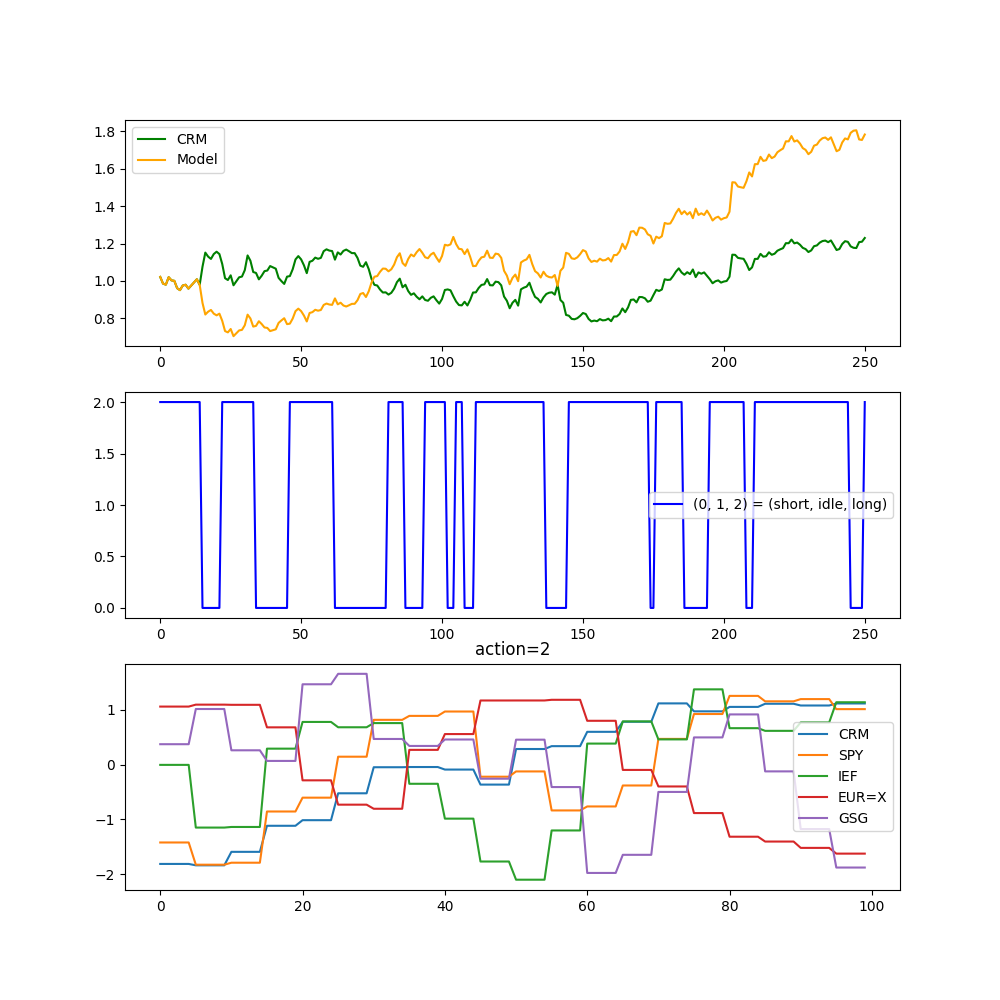 CRM
Model
1.8
1.6
1.4
1.2
1.0
0.8
0 50 100 150 200 250
2.0
1.5
1.0
0.5
0.0
(0, 1, 2) = (short, idle, long)
0 50 100 150 200 250
action=2
1
0
−1
−2
CRM
SPY
IEF
EUR=X
GSG
0 20 40 60 80 100